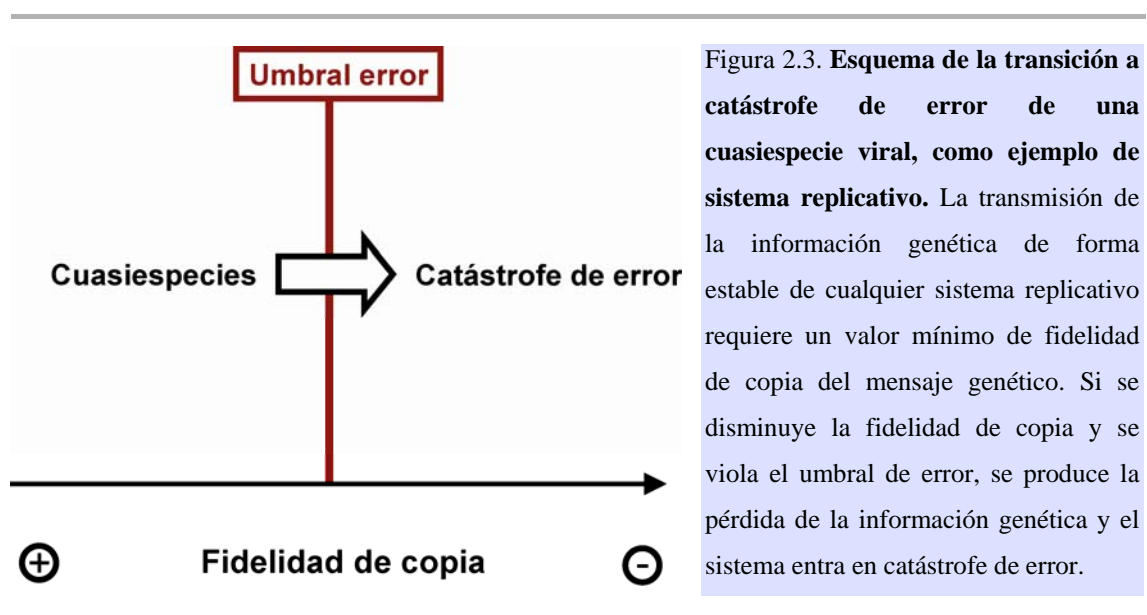 Umbral error
Cuasiespecies
Catástrofe de error
+
Fidelidad de copia
-
Figura 2.3. Esquema de la transición a
catástrofe de error de una
cuasiespecie viral, como ejemplo de
sistema replicativo. La transmisión de
la información genética de forma
estable de cualquier sistema replicativo
requiere un valor mínimo de fidelidad
de copia del mensaje genético. Si se
disminuye la fidelidad de copia y se
viola el umbral de error, se produce la
pérdida de la información genética y el
sistema entra en catástrofe de error.